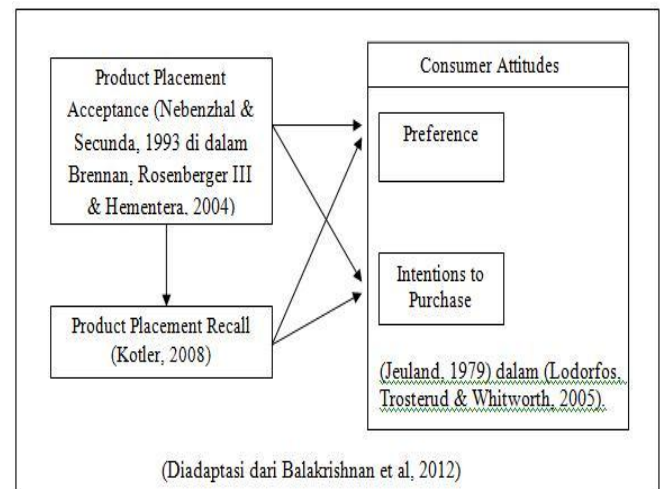 Product Placement
Acceptance (Nebenzhal &
Secunda, 1993 di dalam
Brennan, Rosenberger III
& Hementera, 2004)
Product Placement Recall
(Kotler, 2008)
Consumer Attitudes
Preference
Intentions to
Purchase
(Jeuland, 1979) dalam (Lodorfos,
Trosterud & Whitworth, 2005).
(Diadaptasi dari Balakrishnan et al, 2012)